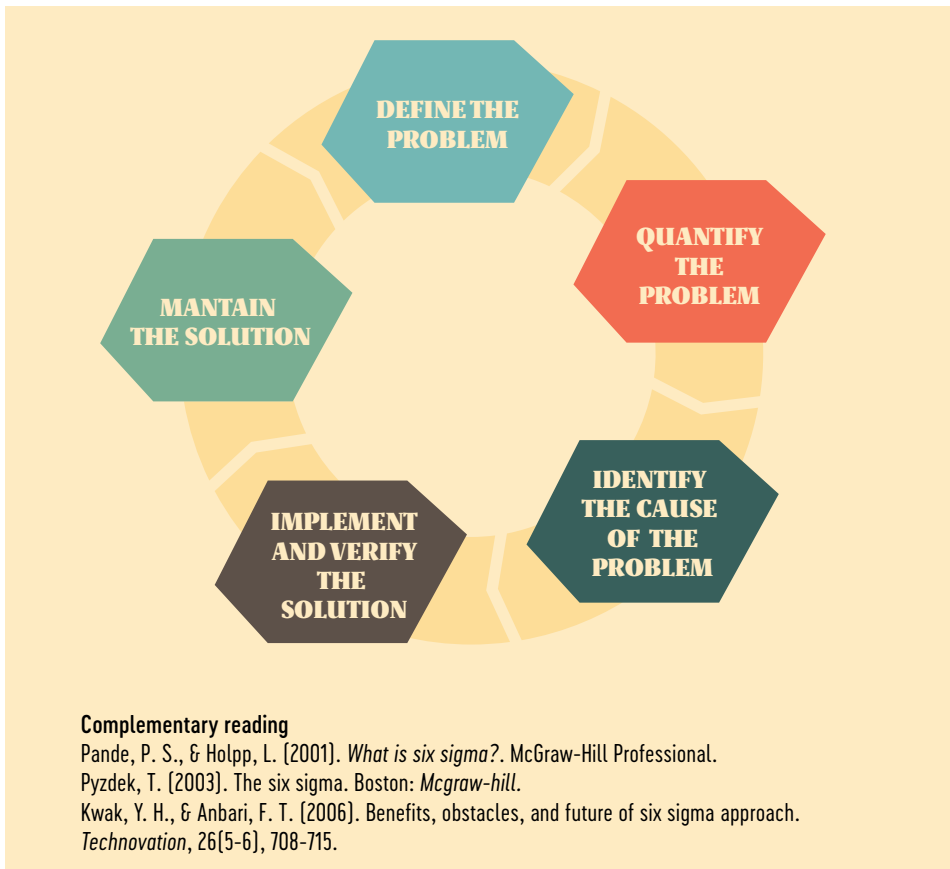 DEFINE THE
PROBLEM
QUANTIFY
THE
PROBLEM
IDENTIFY
THE CAUSE
OF THE
PROBLEM
IMPLEMENT
AND VERIFY
THE
SOLUTION
MANTAIN
THE SOLUTION
Complementary reading
Pande, P. S., & Holpp, L. (2001). What is six sigma?. McGraw-Hill Professional.
Pyzdek, T. (2003). The six sigma. Boston: Mcgraw-hill.
Kwak, Y. H., & Anbari, F. T. (2006). Benefits, obstacles, and future of six sigma approach.
Technovation, 26(5-6), 708-715.